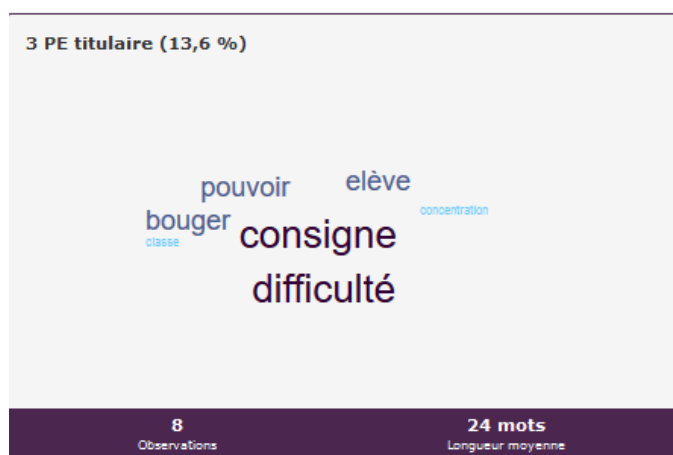 3 PE titulaire (13,6 %)
pouvoir elève
bouger concentration
classe consigne
difficulté
8 24 mots
Observations Longueur moyenne